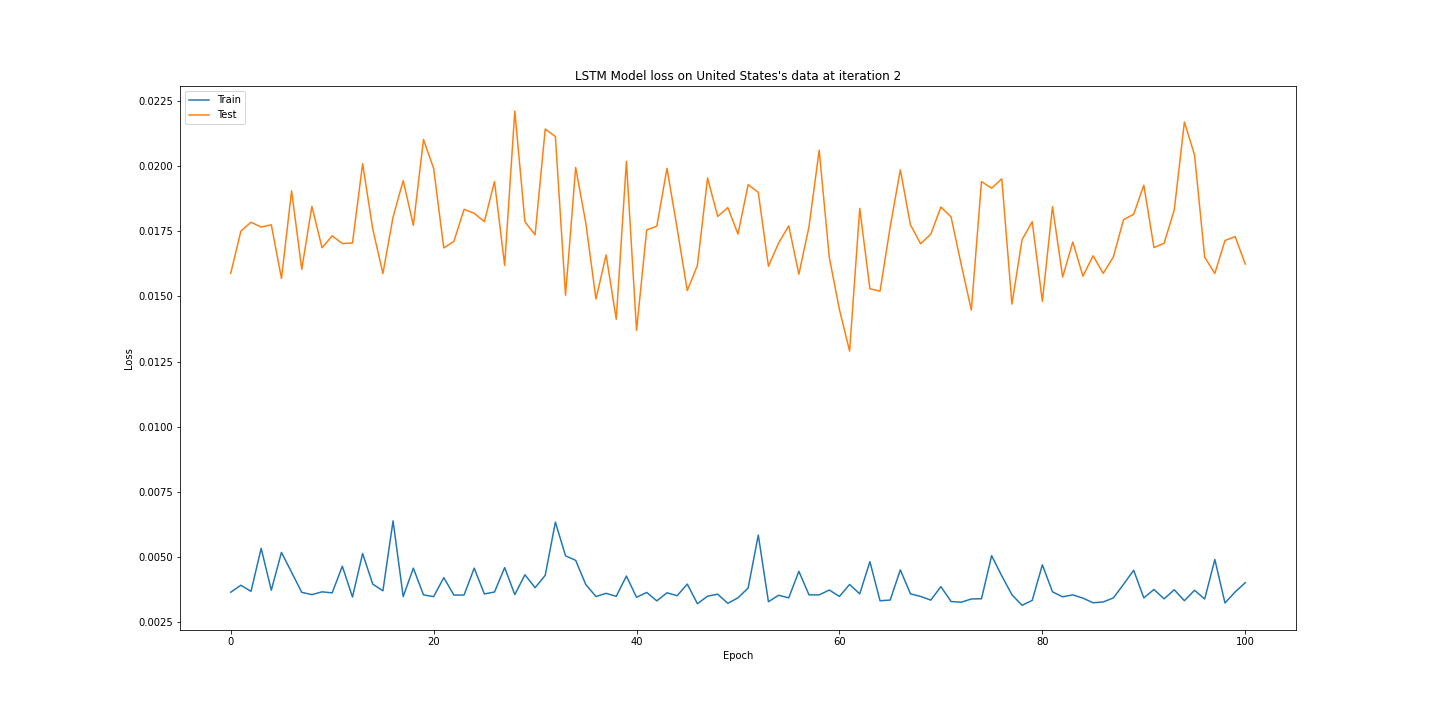 LSTM Model loss on United States's data at iteration 2
Train
Test
0.0225
0.0200
0.0175
0.0150
0.0125
0.0100
0.0075
0.0050
0.0025
Loss
0 20 40 60 80 100
Epoch